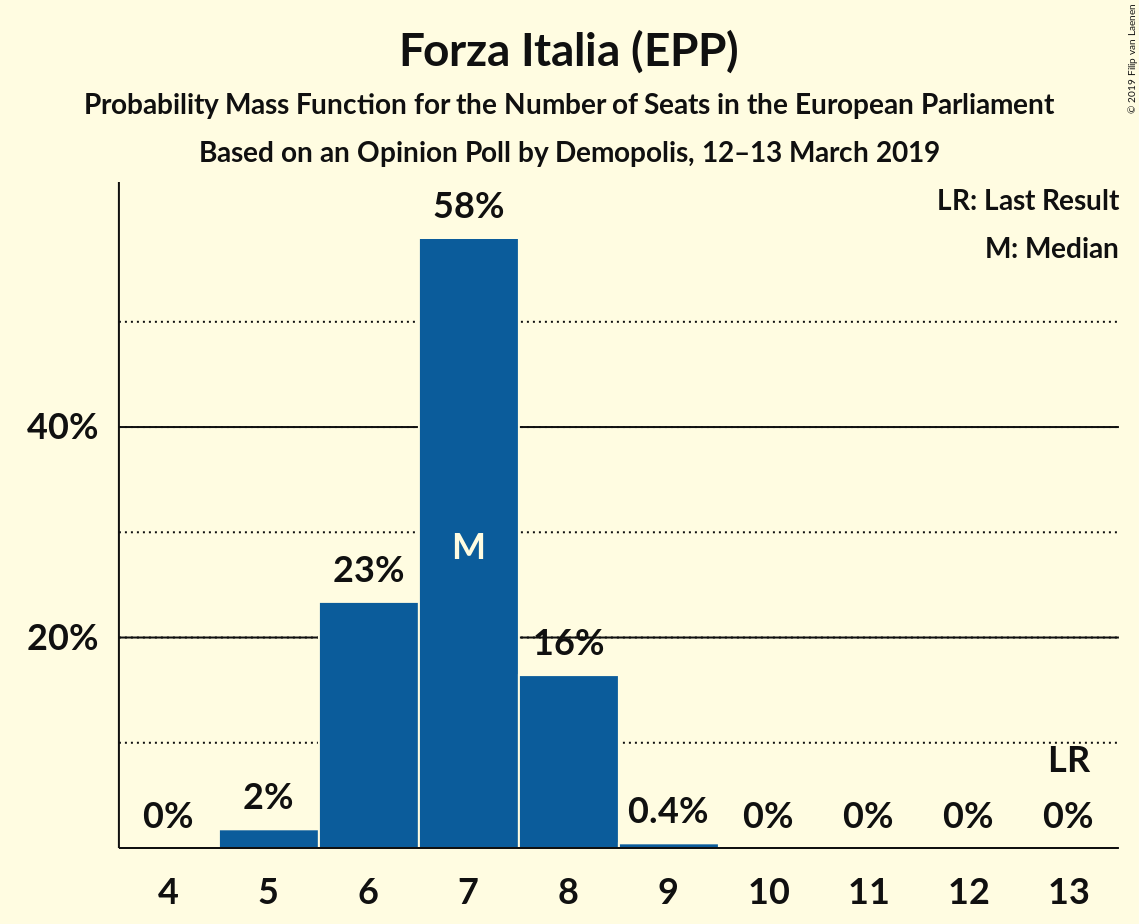 Forza Italia (EPP)
Probability Mass Function for the Number of Seats in the European Parliament
Based on an Opinion Poll by Demopolis, 12–13 March 2019
© 2019 Filip van Laenen
LR: Last Result
M: Median
58%
40%
M
23%
20%
16%
LR
0%
2%
0.4%
0%
0%
0%
0%
4 5 6 7 8 9 10 11 12 13